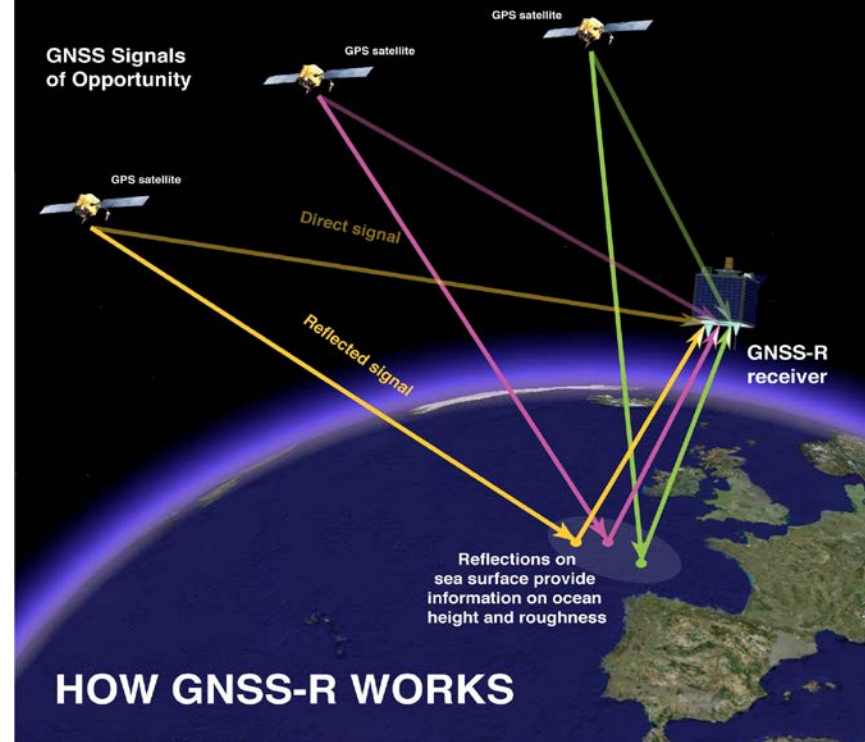 GNSS Signals
of Opportunity
GPS satellite
GPS satellite
GPS satellite
Direct signal
Reflected signal
GNSS-R
receiver
Reflections on
sea surface provide
information on ocean
height and roughness
HOW GNSS-R WORKS